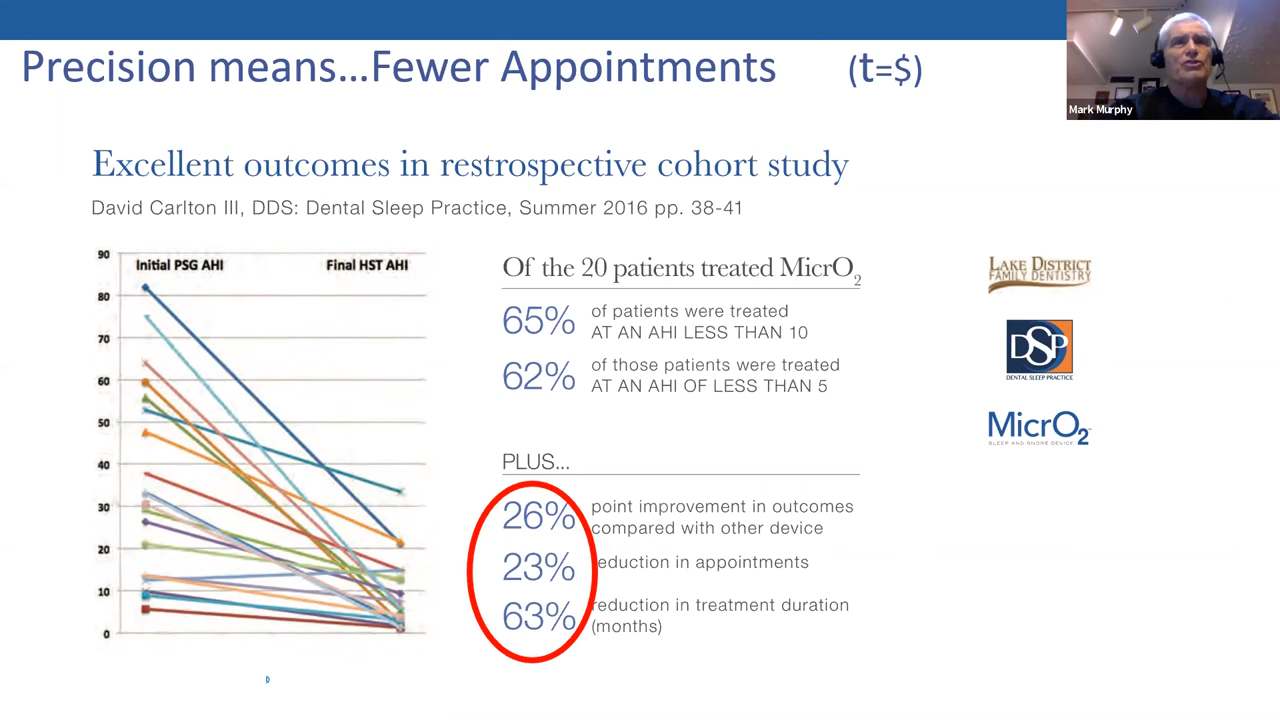 Precision means...Fewer Appointments (t=$)
Mark Murphy
Excellent outcomes in restrospective cohort study
David Carlton III, DDS: Dental Sleep Practice, Summer 2016 pp. 38-41
90
80
70
60
50
40
30
20
10
0
Initial PSG AHI
Final HST AHI
Of the 20 patients treated MicrO2
65% of patients were treated
AT AN AHI LESS THAN 10
62% of those patients were treated
AT AN AHI OF LESS THAN 5
PLUS...
26% point improvement in outcomes
compared with other device
23% reduction in appointments
63% reduction in treatment duration
(months)
LAKE DISTRICT
FAMILY DENTISTRY
DSP
DENTAL SLEEP PRACTICE
MicrO2
SLEEP AND SNORE DEVICE